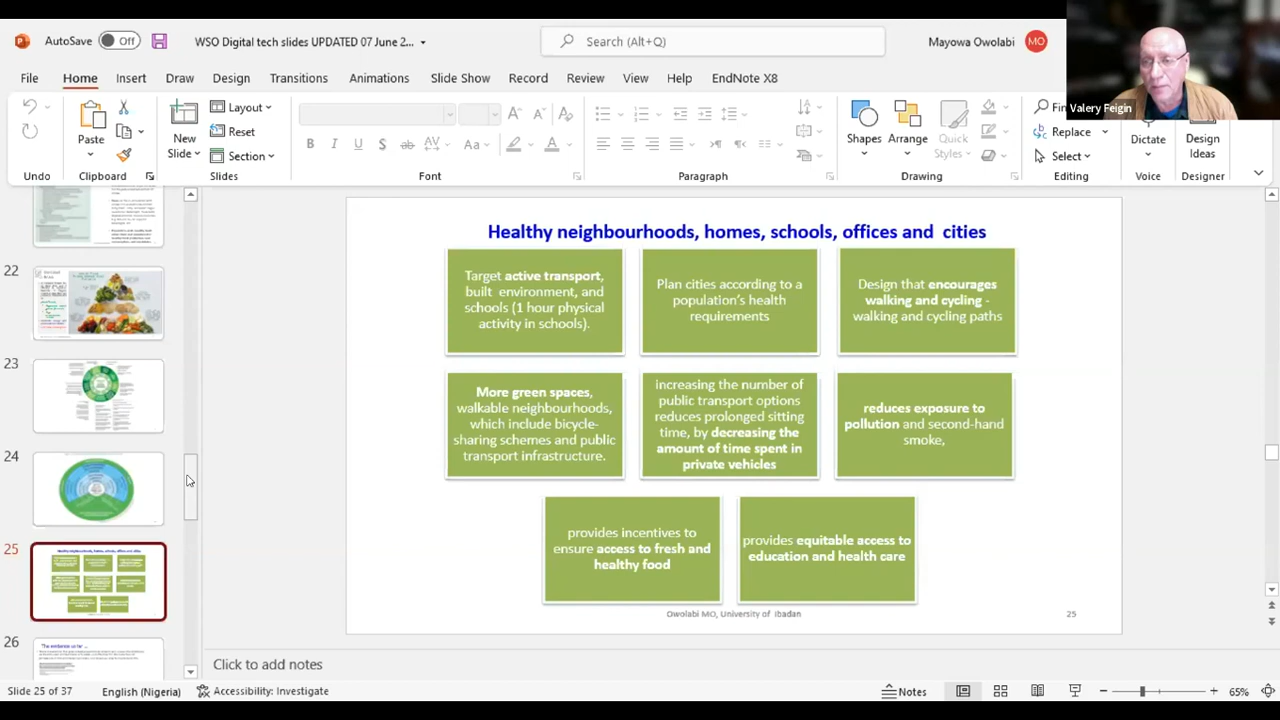 AutoSave Off WSO Digital tech slides UPDATED 07 June 2... Search (Alt+Q) Mayowa Owolabi MO
Valery Feigin
File Home Insert Draw Design Transitions Animations Slide Show Record Review View Help EndNote X8
Paste
New
Slide
Layout
Reset
Section
Shapes
Arrange
Quick
Styles
Replace
Select
Dictate
Design
Ideas
Undo Clipboard Slides Font Paragraph Drawing Editing Voice Designer
22
23
24
25
26
Healthy neighbourhoods, homes, schools, offices and cities
Target active transport,
built environment, and
schools (1 hour physical
activity in schools).
Plan cities according to a
population's health
requirements
Design that encourages
walking and cycling -
walking and cycling paths
More green spaces,
walkable neighbourhoods,
which include bicycle-
sharing schemes and public
transport infrastructure.
increasing the number of
public transport options
reduces prolonged sitting
time, by decreasing the
amount of time spent in
private vehicles
reduces exposure to
pollution and second-hand
smoke,
provides incentives to
ensure access to fresh and
healthy food
provides equitable access to
education and health care
Owolabi MO, University of Ibadan
25
Click to add notes
Slide 25 of 37 English (Nigeria) Accessibility: Investigate Notes 65%